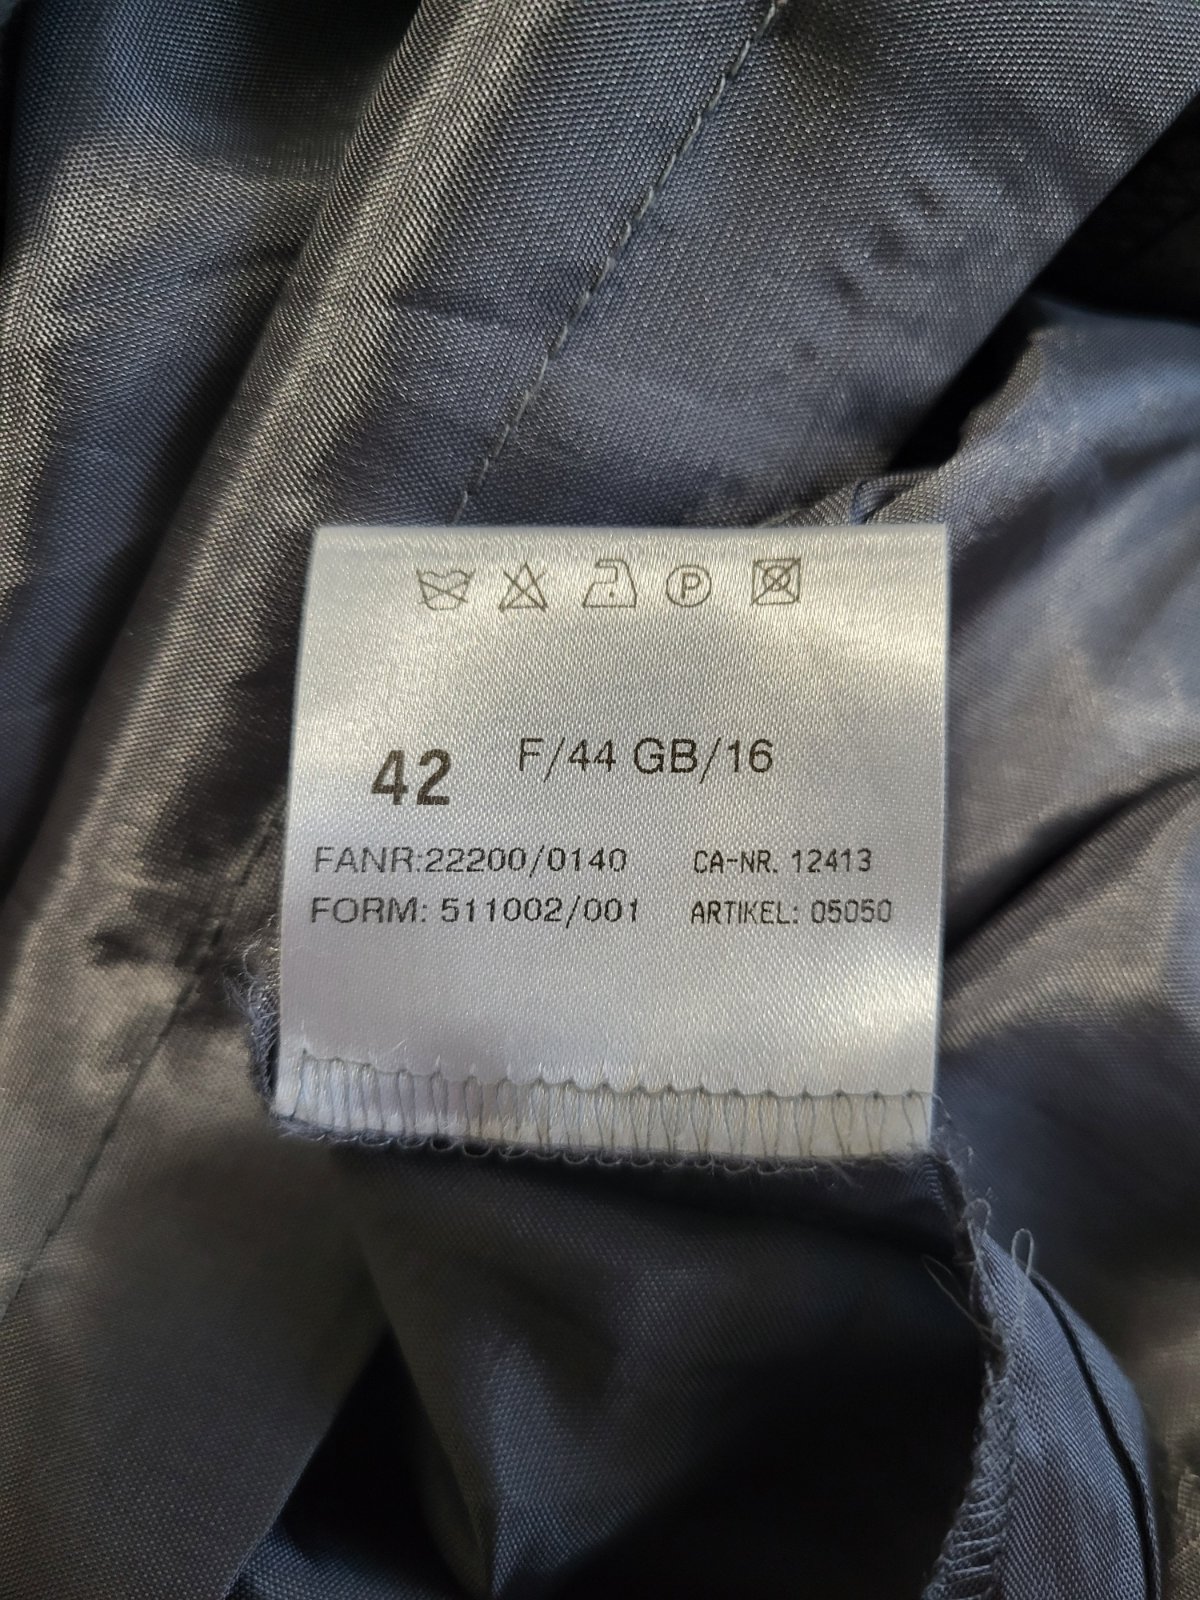 P
42 F/44 GB/16
FANR:22200/0140 CA-NR. 12413
FORM: 511002/001 ARTIKEL: 05050